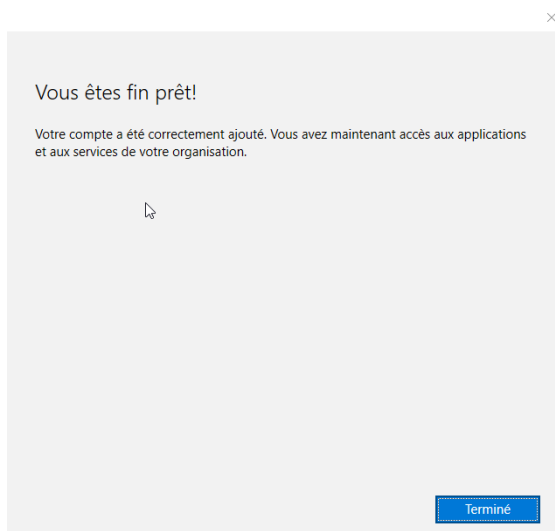 Vous êtes fin prêt!
Votre compte a été correctement ajouté. Vous avez maintenant accès aux applications
et aux services de votre organisation.
Terminé